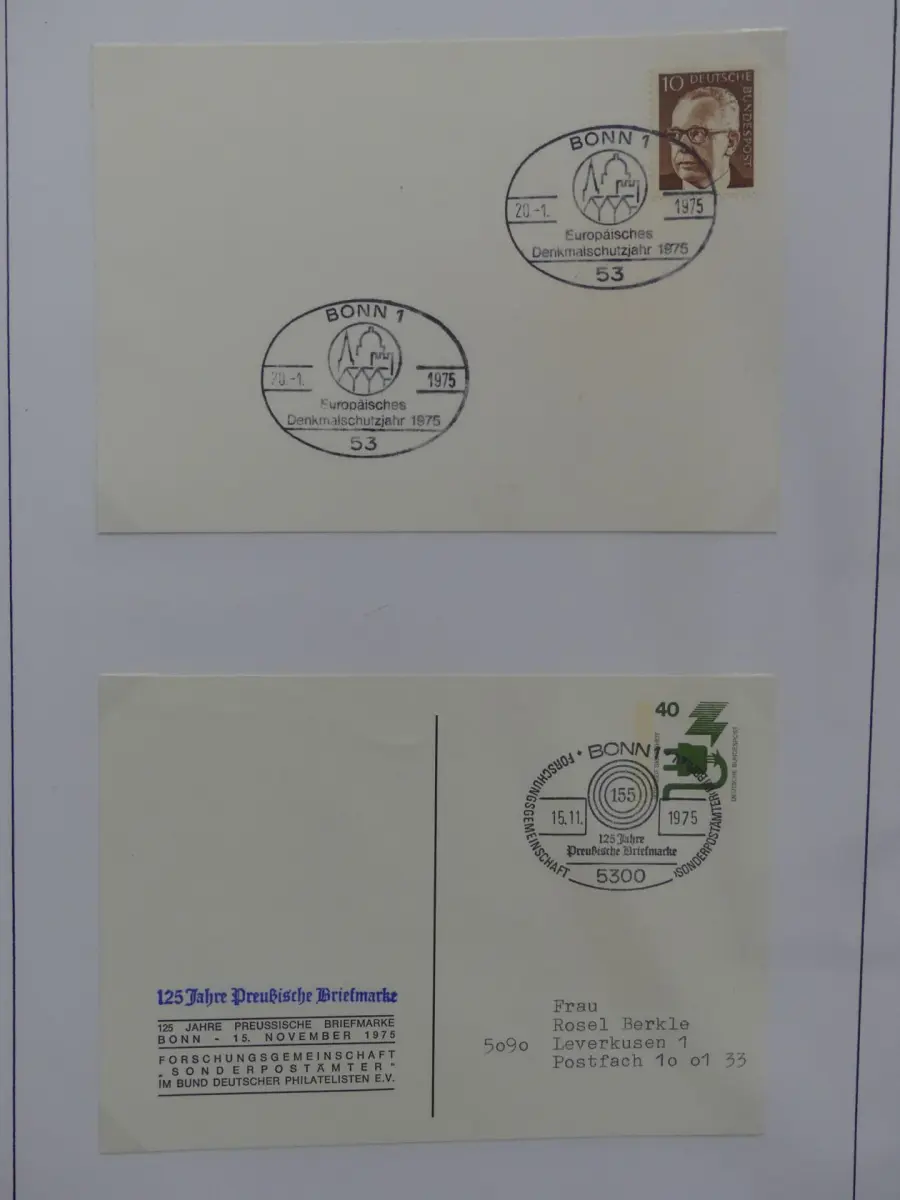 10 DEUTSCHE BUNDESPOST
BONN 1
20.-1. 1975
Europäisches
Denkmalschutzjahr 1975
53
BONN 1
20.-1. 1975
Europäisches
Denkmalschutzjahr 1975
53
40
DEUTSCHE BUNDESPOST
BONN 1
FORSCHUNGSGEMEINSCHAFT
SONDERPOSTÄMTER
155
15.11. 1975
125 Jahre
Preußische Briefmarke
5300
125 Jahre Preußische Briefmarke
125 JAHRE PREUSSISCHE BRIEFMARKE
BONN - 15. NOVEMBER 1975
FORSCHUNGSGEMEINSCHAFT
„SONDERPOSTÄMTER"
IM BUND DEUTSCHER PHILATELISTEN E.V.
Frau
Rosel Berkle
5o9o Leverkusen 1
Postfach 1o o1 33